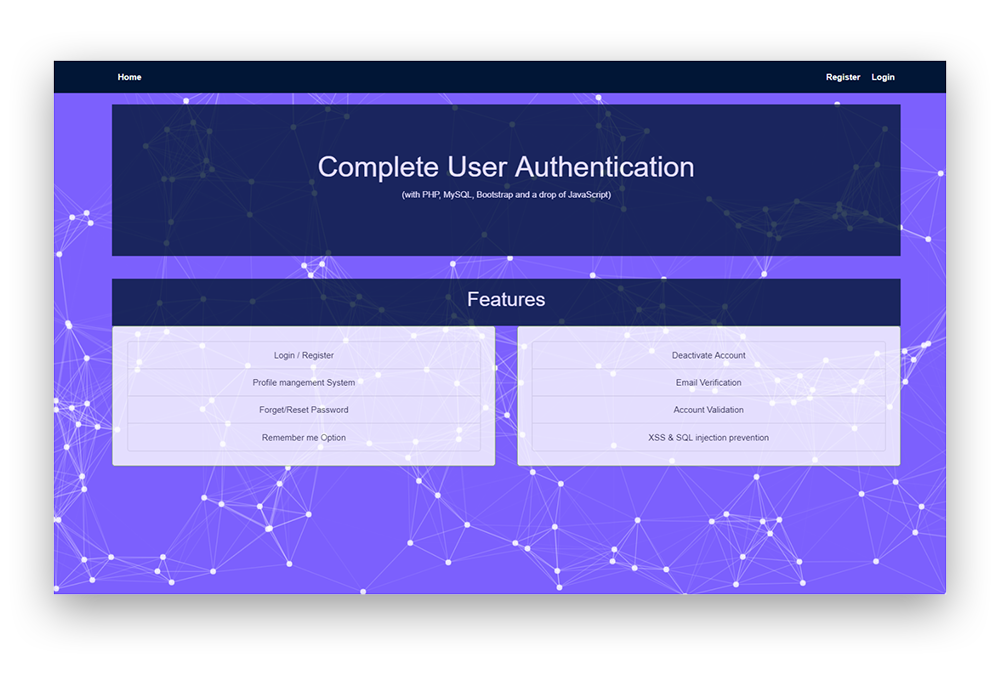 Home Register Login
Complete User Authentication
(with PHP, MySQL, Bootstrap and a drop of JavaScript)
Features
Login / Register
Profile mangement System
Forget/Reset Password
Remember me Option
Deactivate Account
Email Verification
Account Validation
XSS & SQL injection prevention